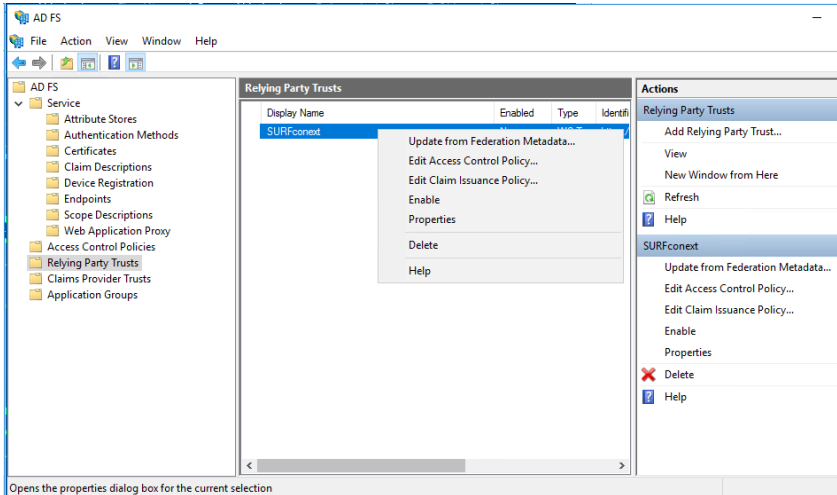 AD FS
File Action View Window Help
AD FS
Service
Attribute Stores
Authentication Methods
Certificates
Claim Descriptions
Device Registration
Endpoints
Scope Descriptions
Web Application Proxy
Access Control Policies
Relying Party Trusts
Claims Provider Trusts
Application Groups
Relying Party Trusts
Display Name Enabled Type Identifi
SURFconext
Update from Federation Metadata...
Edit Access Control Policy...
Edit Claim Issuance Policy...
Enable
Properties
Delete
Help
Actions
Relying Party Trusts
Add Relying Party Trust...
View
New Window from Here
Refresh
Help
SURFconext
Update from Federation Metadata...
Edit Access Control Policy...
Edit Claim Issuance Policy...
Enable
Properties
Delete
Help
Opens the properties dialog box for the current selection